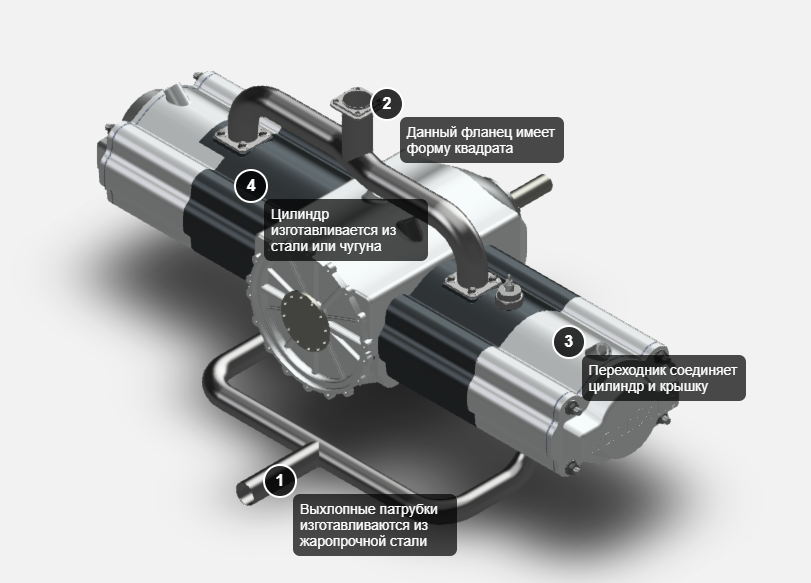 2
Данный фланец имеет
форму квадрата
4
Цилиндр
изготавливается из
стали или чугуна
3
Переходник соединяет
цилиндр и крышку
1
Выхлопные патрубки
изготавливаются из
жаропрочной стали